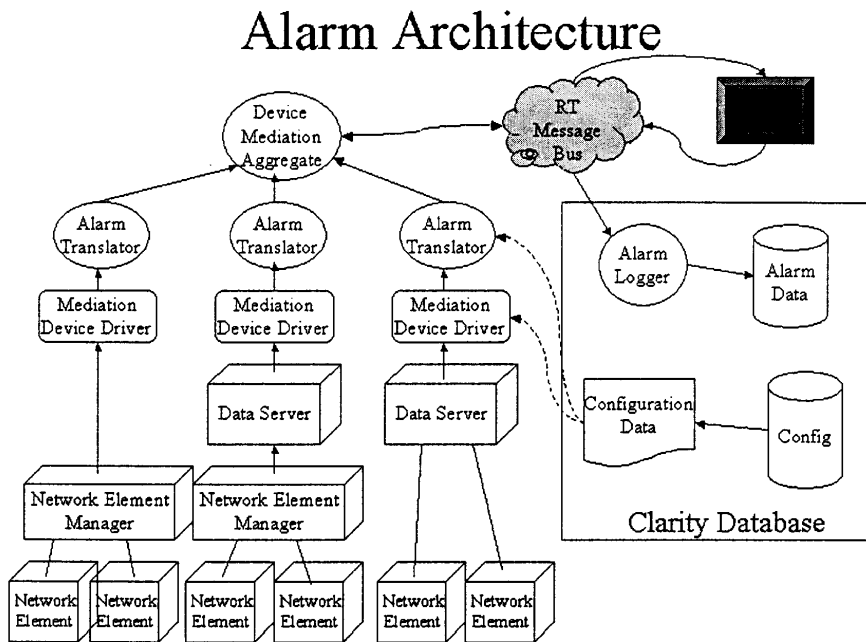 Alarm Architecture
Device
Mediation
Aggregate
RT
Message
Bus
Alarm
Translator
Alarm
Translator
Alarm
Translator
Alarm
Logger
Alarm
Data
Mediation
Device Driver
Mediation
Device Driver
Mediation
Device Driver
Data Server
Data Server
Configuration
Data
Config
Network Element
Manager
Network Element
Manager
Clarity Database
Network
Element
Network
Element
Network
Element
Network
Element
Network
Element
Network
Element